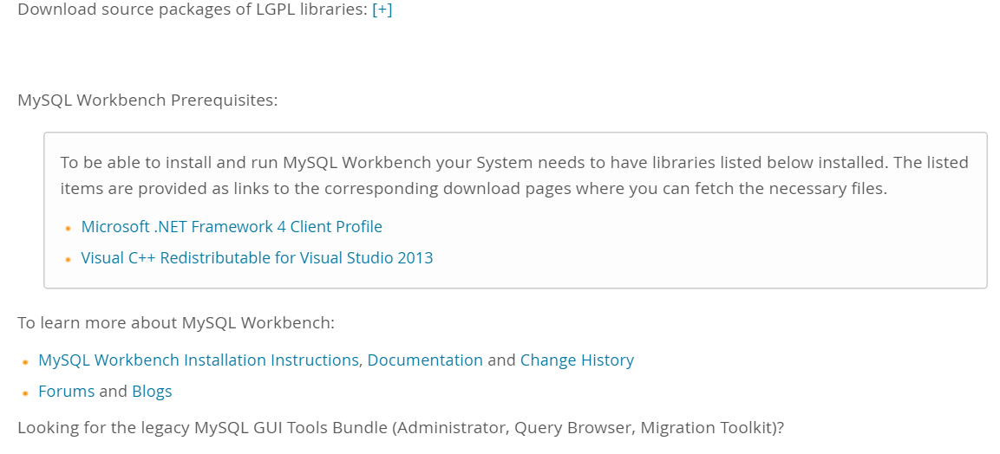 Download source packages of LGPL libraries: [+]
MySQL Workbench Prerequisites:
To be able to install and run MySQL Workbench your System needs to have libraries listed below installed. The listed
items are provided as links to the corresponding download pages where you can fetch the necessary files.
Microsoft .NET Framework 4 Client Profile
Visual C++ Redistributable for Visual Studio 2013
To learn more about MySQL Workbench:
MySQL Workbench Installation Instructions, Documentation and Change History
Forums and Blogs
Looking for the legacy MySQL GUI Tools Bundle (Administrator, Query Browser, Migration Toolkit)?